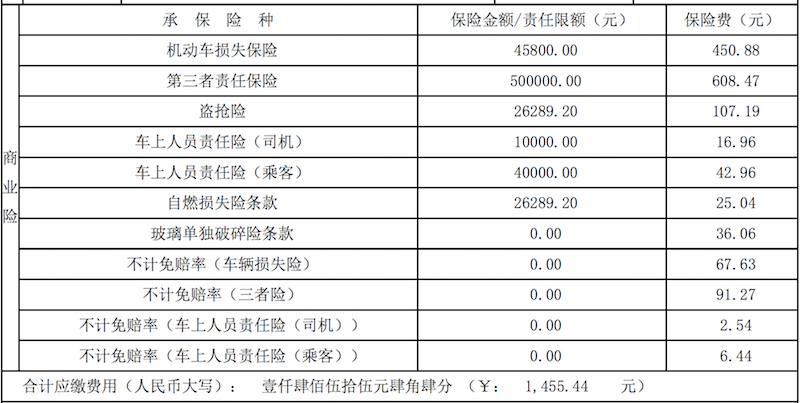 承 保 险 种 保险金额/责任限额（元） 保险费（元）
机动车损失保险 45800.00 450.88
第三者责任保险 500000.00 608.47
盗抢险 26289.20 107.19
车上人员责任险（司机） 10000.00 16.96
车上人员责任险（乘客） 40000.00 42.96
自燃损失险条款 26289.20 25.04
玻璃单独破碎险条款 0.00 36.06
不计免赔率（车辆损失险） 0.00 67.63
不计免赔率（三者险） 0.00 91.27
不计免赔率（车上人员责任险（司机）） 0.00 2.54
不计免赔率（车上人员责任险（乘客）） 0.00 6.44
商业险
合计应缴费用（人民币大写）： 壹仟肆佰伍拾伍元肆角肆分 （￥： 1,455.44 元）